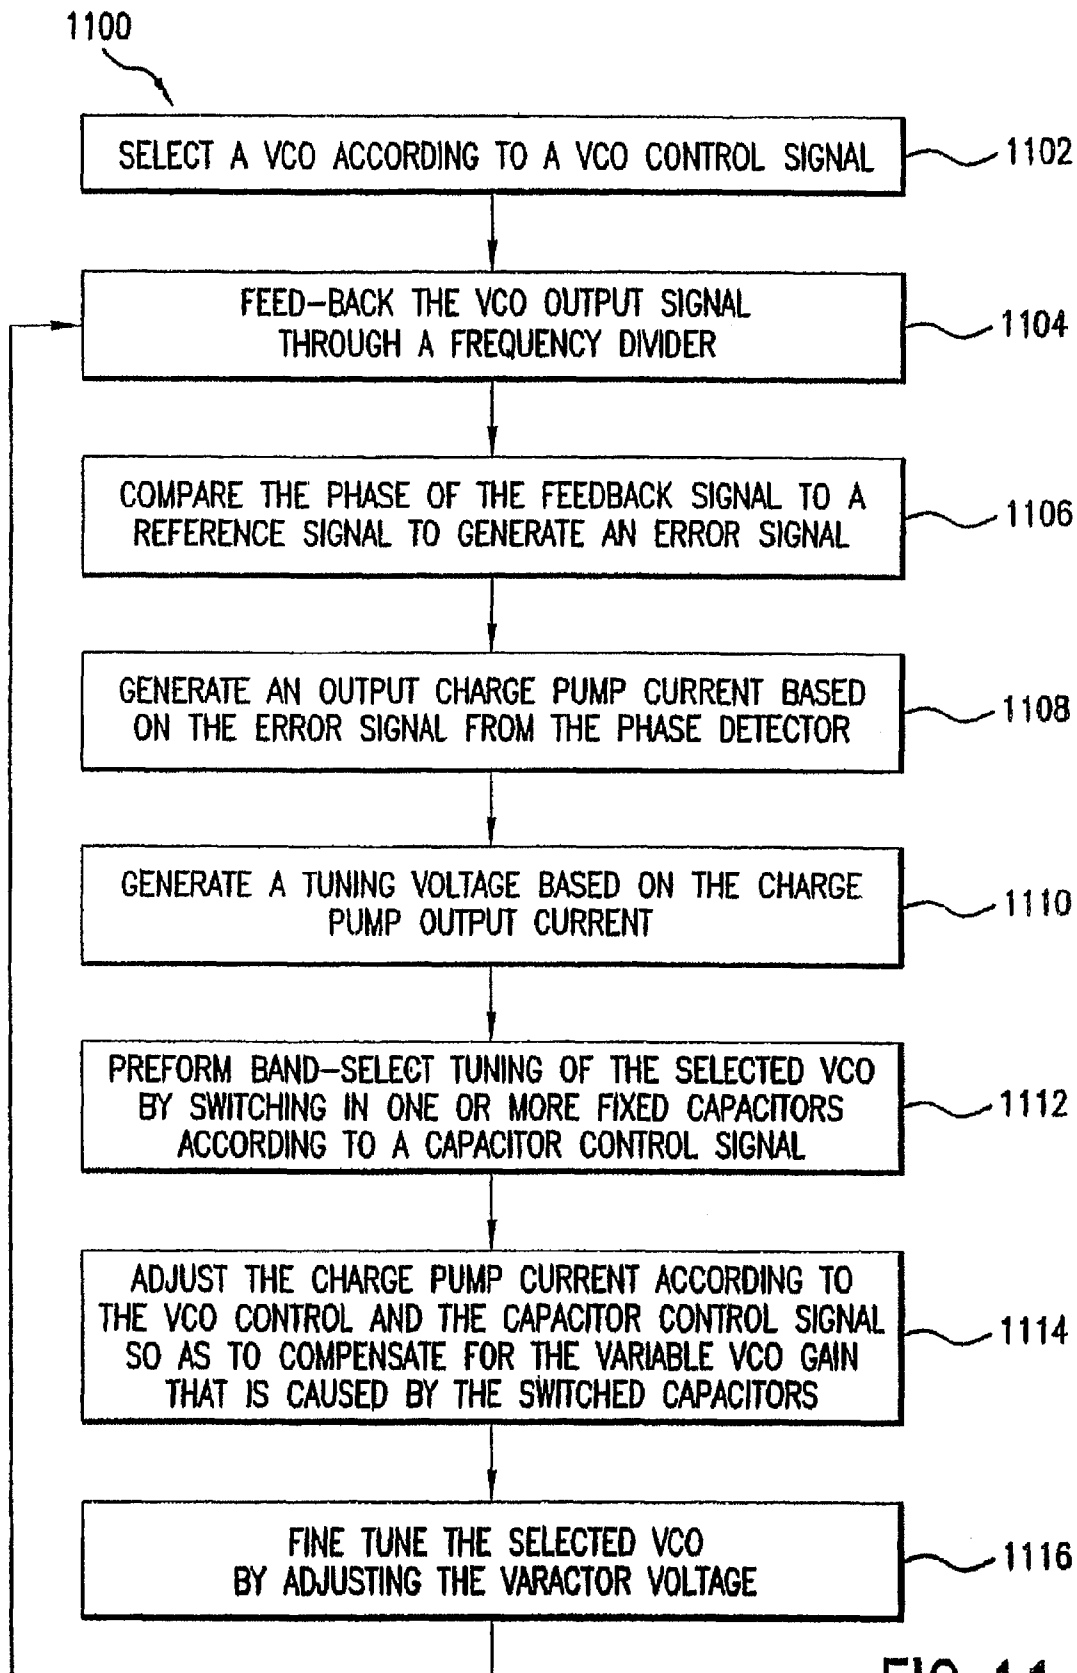 1100
SELECT A VCO ACCORDING TO A VCO CONTROL SIGNAL
1102
FEED-BACK THE VCO OUTPUT SIGNAL
THROUGH A FREQUENCY DIVIDER
1104
COMPARE THE PHASE OF THE FEEDBACK SIGNAL TO A
REFERENCE SIGNAL TO GENERATE AN ERROR SIGNAL
1106
GENERATE AN OUTPUT CHARGE PUMP CURRENT BASED
ON THE ERROR SIGNAL FROM THE PHASE DETECTOR
1108
GENERATE A TUNING VOLTAGE BASED ON THE CHARGE
PUMP OUTPUT CURRENT
1110
PREFORM BAND-SELECT TUNING OF THE SELECTED VCO
BY SWITCHING IN ONE OR MORE FIXED CAPACITORS
ACCORDING TO A CAPACITOR CONTROL SIGNAL
1112
ADJUST THE CHARGE PUMP CURRENT ACCORDING TO
THE VCO CONTROL AND THE CAPACITOR CONTROL SIGNAL
SO AS TO COMPENSATE FOR THE VARIABLE VCO GAIN
THAT IS CAUSED BY THE SWITCHED CAPACITORS
1114
FINE TUNE THE SELECTED VCO
BY ADJUSTING THE VARACTOR VOLTAGE
1116
FIG. 11